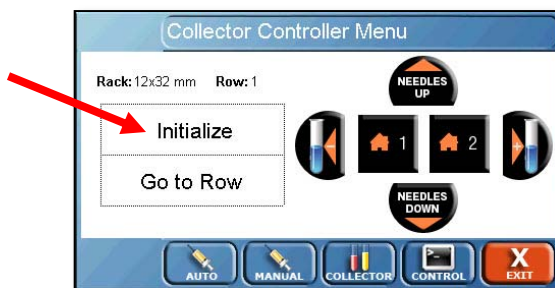 Collector Controller Menu
Rack: 12x32 mm Row: 1
NEEDLES
UP
Initialize
1
2
Go to Row
NEEDLES
DOWN
AUTO
MANUAL
COLLECTOR
CONTROL
X
EXIT